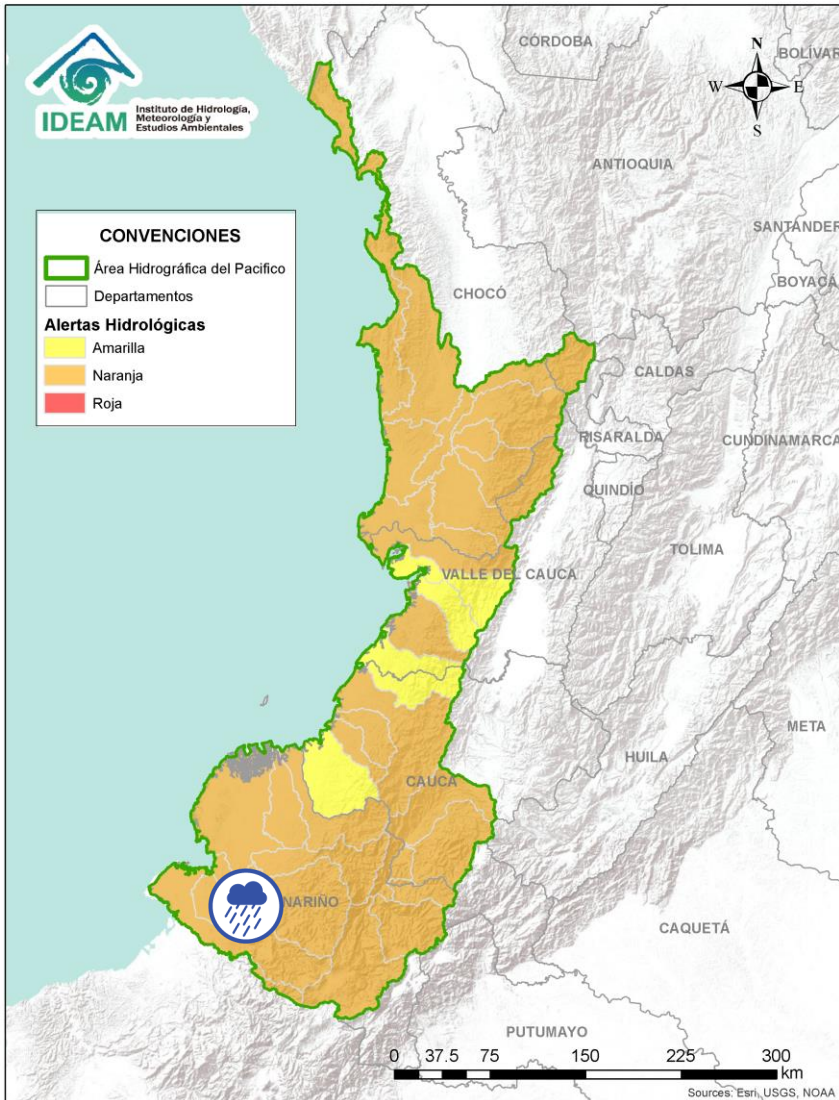 IDEAM
Instituto de Hidrología,
Meteorología y
Estudios Ambientales
CÓRDOBA
BOLÍVAR
N
W
E
S
ANTIOQUIA
SANTANDER
BOYACÁ
CONVENCIONES
Área Hidrográfica del Pacifico
Departamentos
Alertas Hidrológicas
Amarilla
Naranja
Roja
CHOCÓ
CALDAS
RISARALDA
CUNDINAMARCA
QUINDÍO
TOLIMA
VALLE DEL CAUCA
META
HUILA
CAUCA
NARIÑO
CAQUETÁ
PUTUMAYO
0 37.5 75 150 225 300
km
Sources: Esri, USGS, NOAA